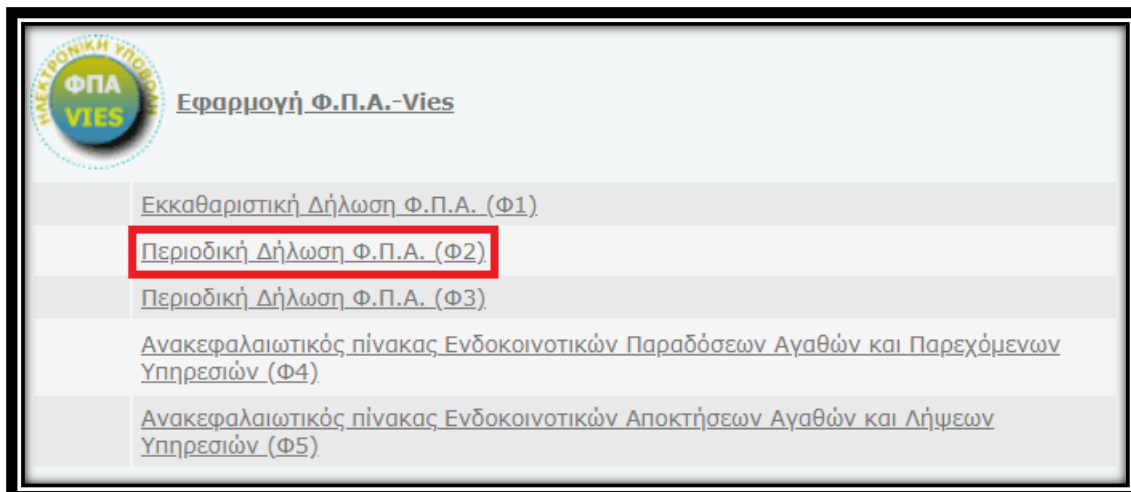 ΗΛΕΚΤΡΟΝΙΚΗ ΥΠΟΒΟΛΗ
ΦΠΑ
VIES
Εφαρμογή Φ.Π.Α.-Vies
Εκκαθαριστική Δήλωση Φ.Π.Α. (Φ1)
Περιοδική Δήλωση Φ.Π.Α. (Φ2)
Περιοδική Δήλωση Φ.Π.Α. (Φ3)
Ανακεφαλαιωτικός πίνακας Ενδοκοινοτικών Παραδόσεων Αγαθών και Παρεχόμενων
Υπηρεσιών (Φ4)
Ανακεφαλαιωτικός πίνακας Ενδοκοινοτικών Αποκτήσεων Αγαθών και Λήψεων
Υπηρεσιών (Φ5)